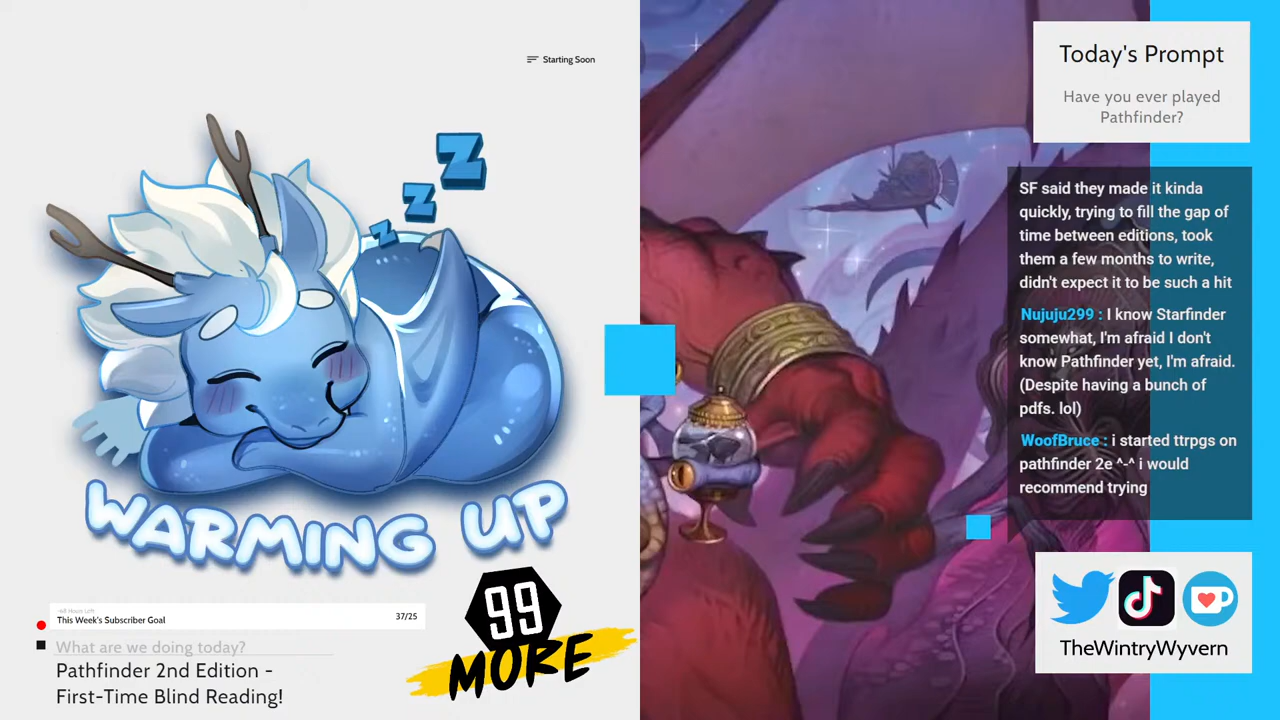 Starting Soon
z z Z
WARMING UP
This Week's Subscriber Goal
37/25
What are we doing today?
Pathfinder 2nd Edition -
First-Time Blind Reading!
99
MORE
Today's Prompt
Have you ever played
Pathfinder?
SF said they made it kinda
quickly, trying to fill the gap of
time between editions, took
them a few months to write,
didn't expect it to be such a hit
Nujuju299 : I know Starfinder
somewhat, I'm afraid I don't
know Pathfinder yet, I'm afraid.
(Despite having a bunch of
pdfs. lol)
WoofBruce : i started ttrpgs on
pathfinder 2e ^-^ i would
recommend trying
TheWintryWyvern